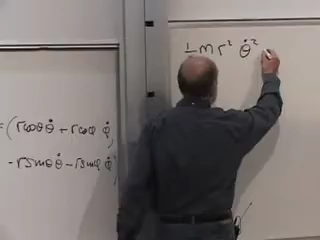 = (r cos θ θ̇ + r cos φ φ̇,
- r sin θ θ̇ - r sin φ φ̇
½ m r² θ̇²